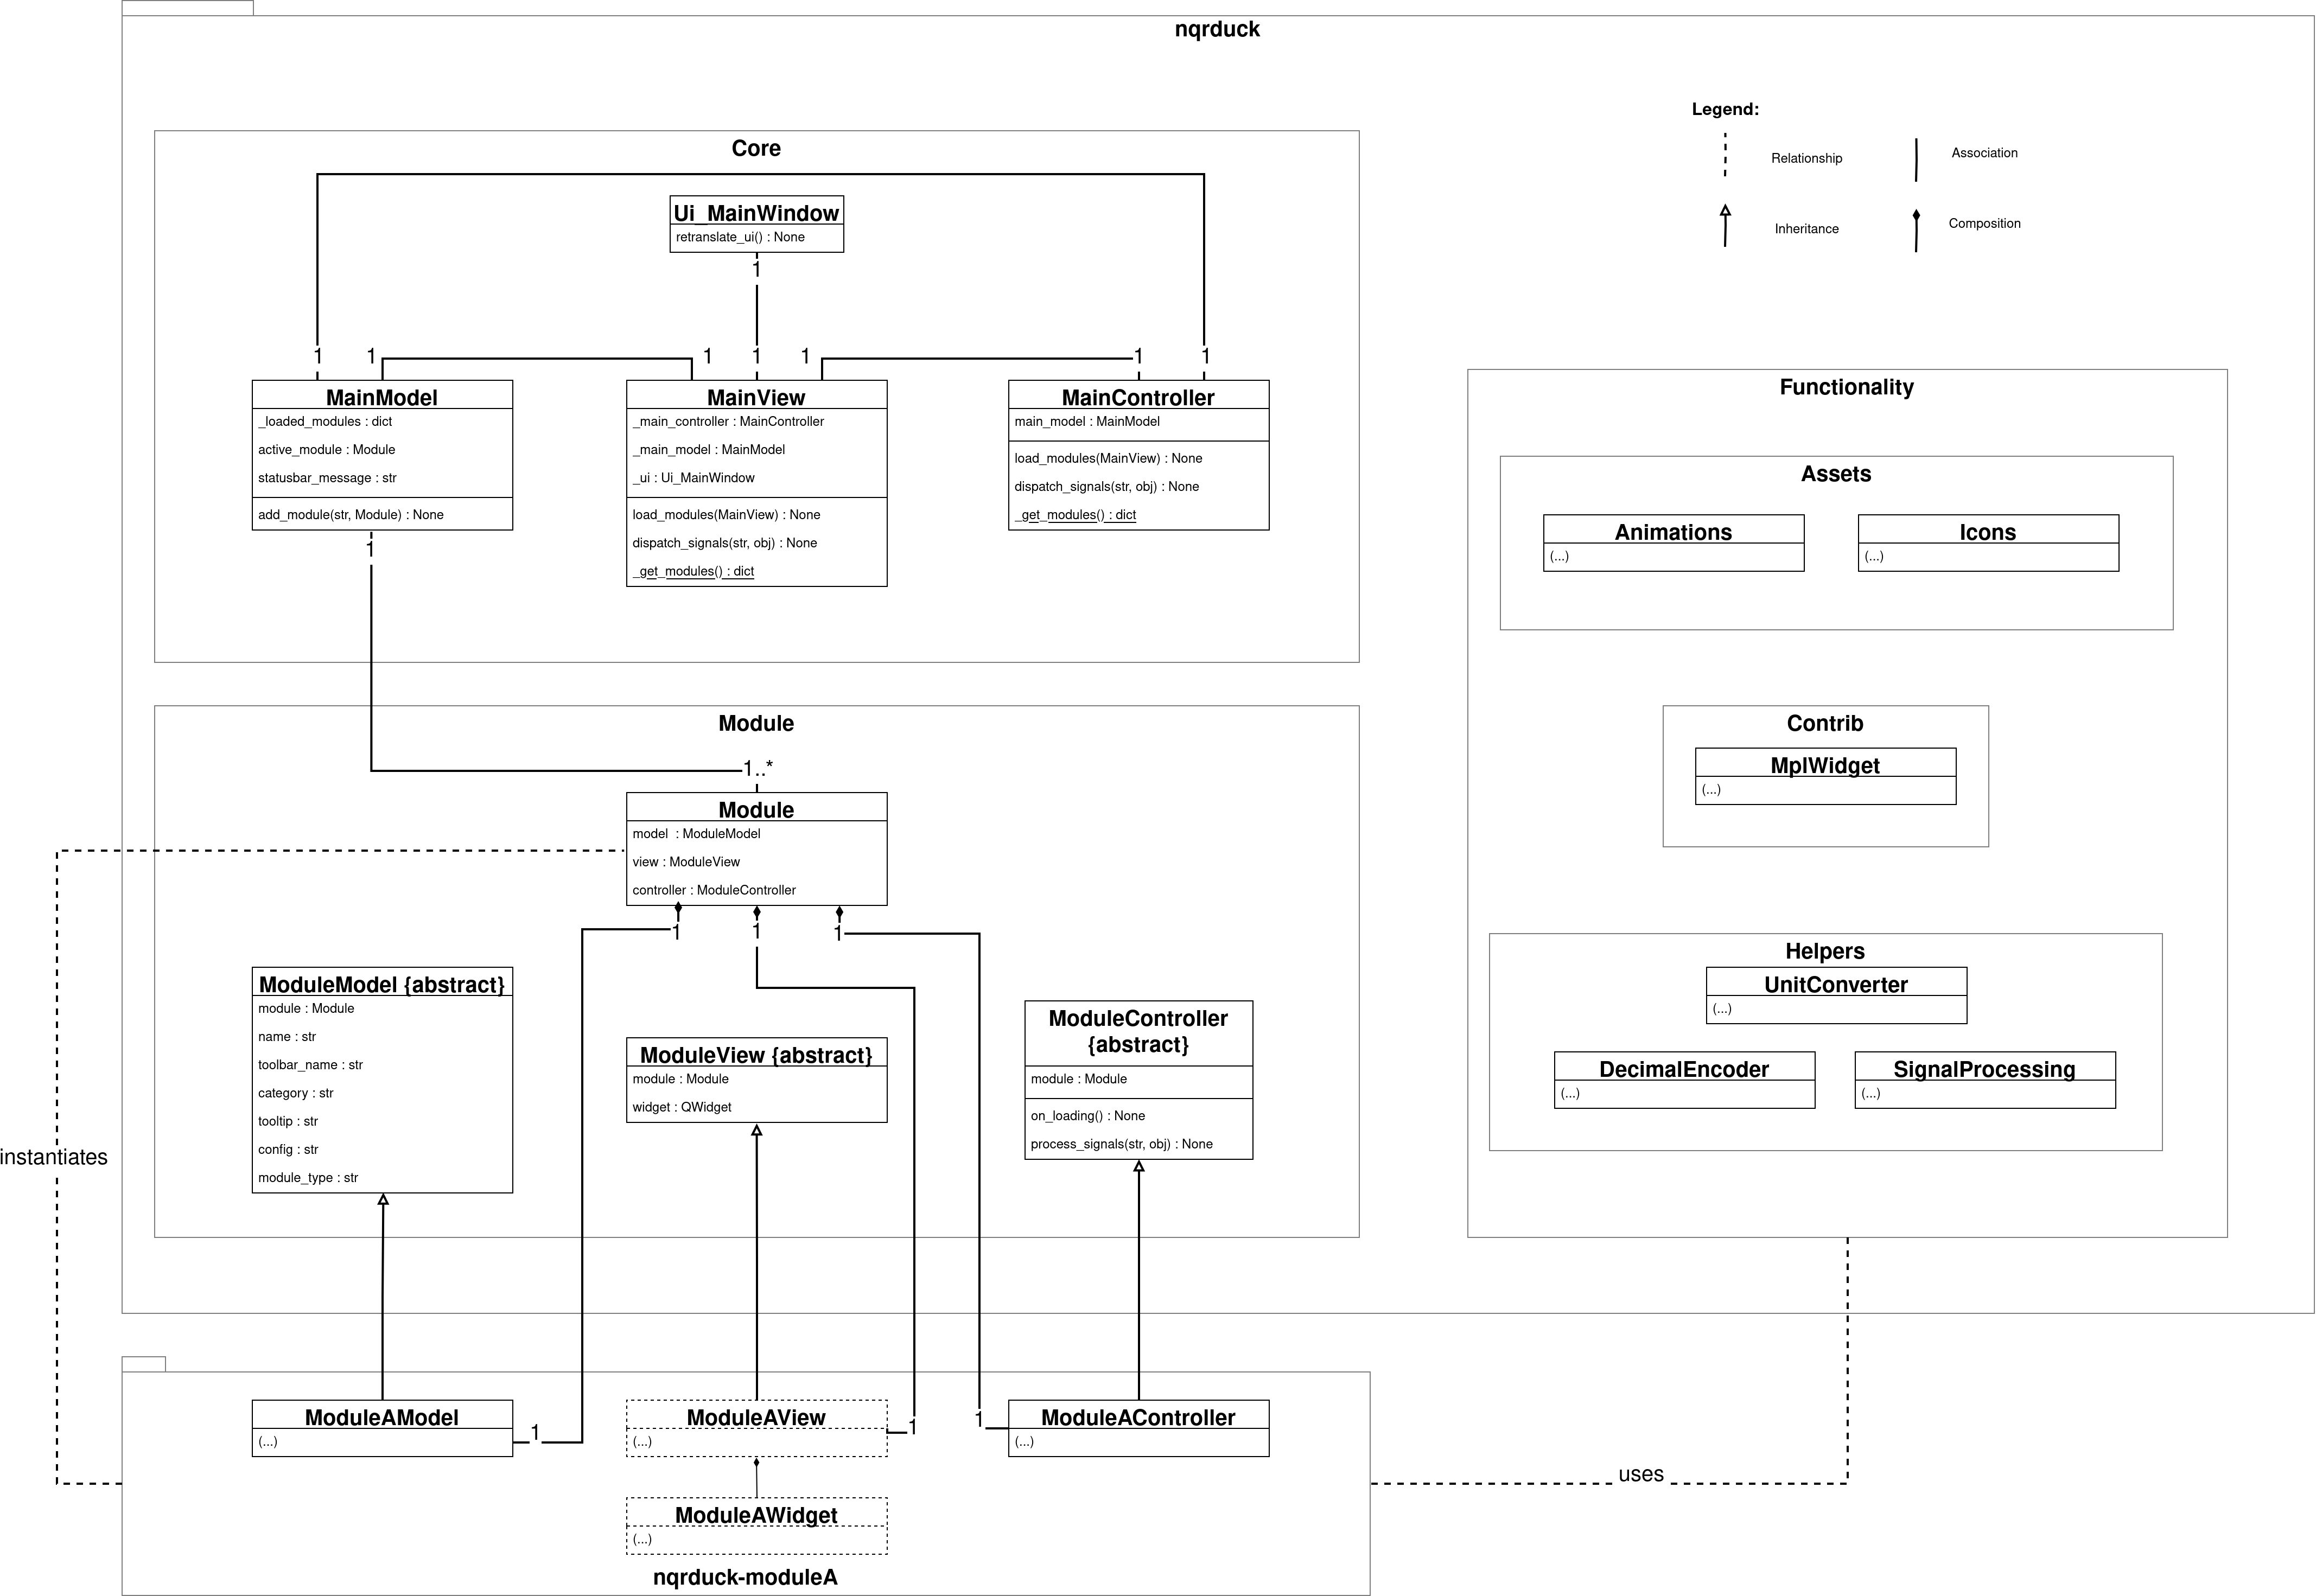 nqrduck
Legend:
Relationship
Association
Inheritance
Composition
Core
Ui_MainWindow
retranslate_ui() : None
1
1
1
1
1
1
1
1
MainModel
_loaded_modules : dict
active_module : Module
statusbar_message : str
add_module(str, Module) : None
1
MainView
_main_controller : MainController
_main_model : MainModel
_ui : Ui_MainWindow
load_modules(MainView) : None
dispatch_signals(str, obj) : None
_get_modules() : dict
MainController
main_model : MainModel
load_modules(MainView) : None
dispatch_signals(str, obj) : None
_get_modules() : dict
Functionality
Assets
Animations
(...)
Icons
(...)
Contrib
MplWidget
(...)
Helpers
UnitConverter
(...)
DecimalEncoder
(...)
SignalProcessing
(...)
Module
1..*
Module
model : ModuleModel
view : ModuleView
controller : ModuleController
1
1
1
ModuleModel {abstract}
module : Module
name : str
toolbar_name : str
category : str
tooltip : str
config : str
module_type : str
ModuleView {abstract}
module : Module
widget : QWidget
ModuleController
{abstract}
module : Module
on_loading() : None
process_signals(str, obj) : None
instantiates
ModuleAModel
(...)
1
ModuleAView
(...)
1
1
ModuleAController
(...)
uses
ModuleAWidget
(...)
nqrduck-moduleA